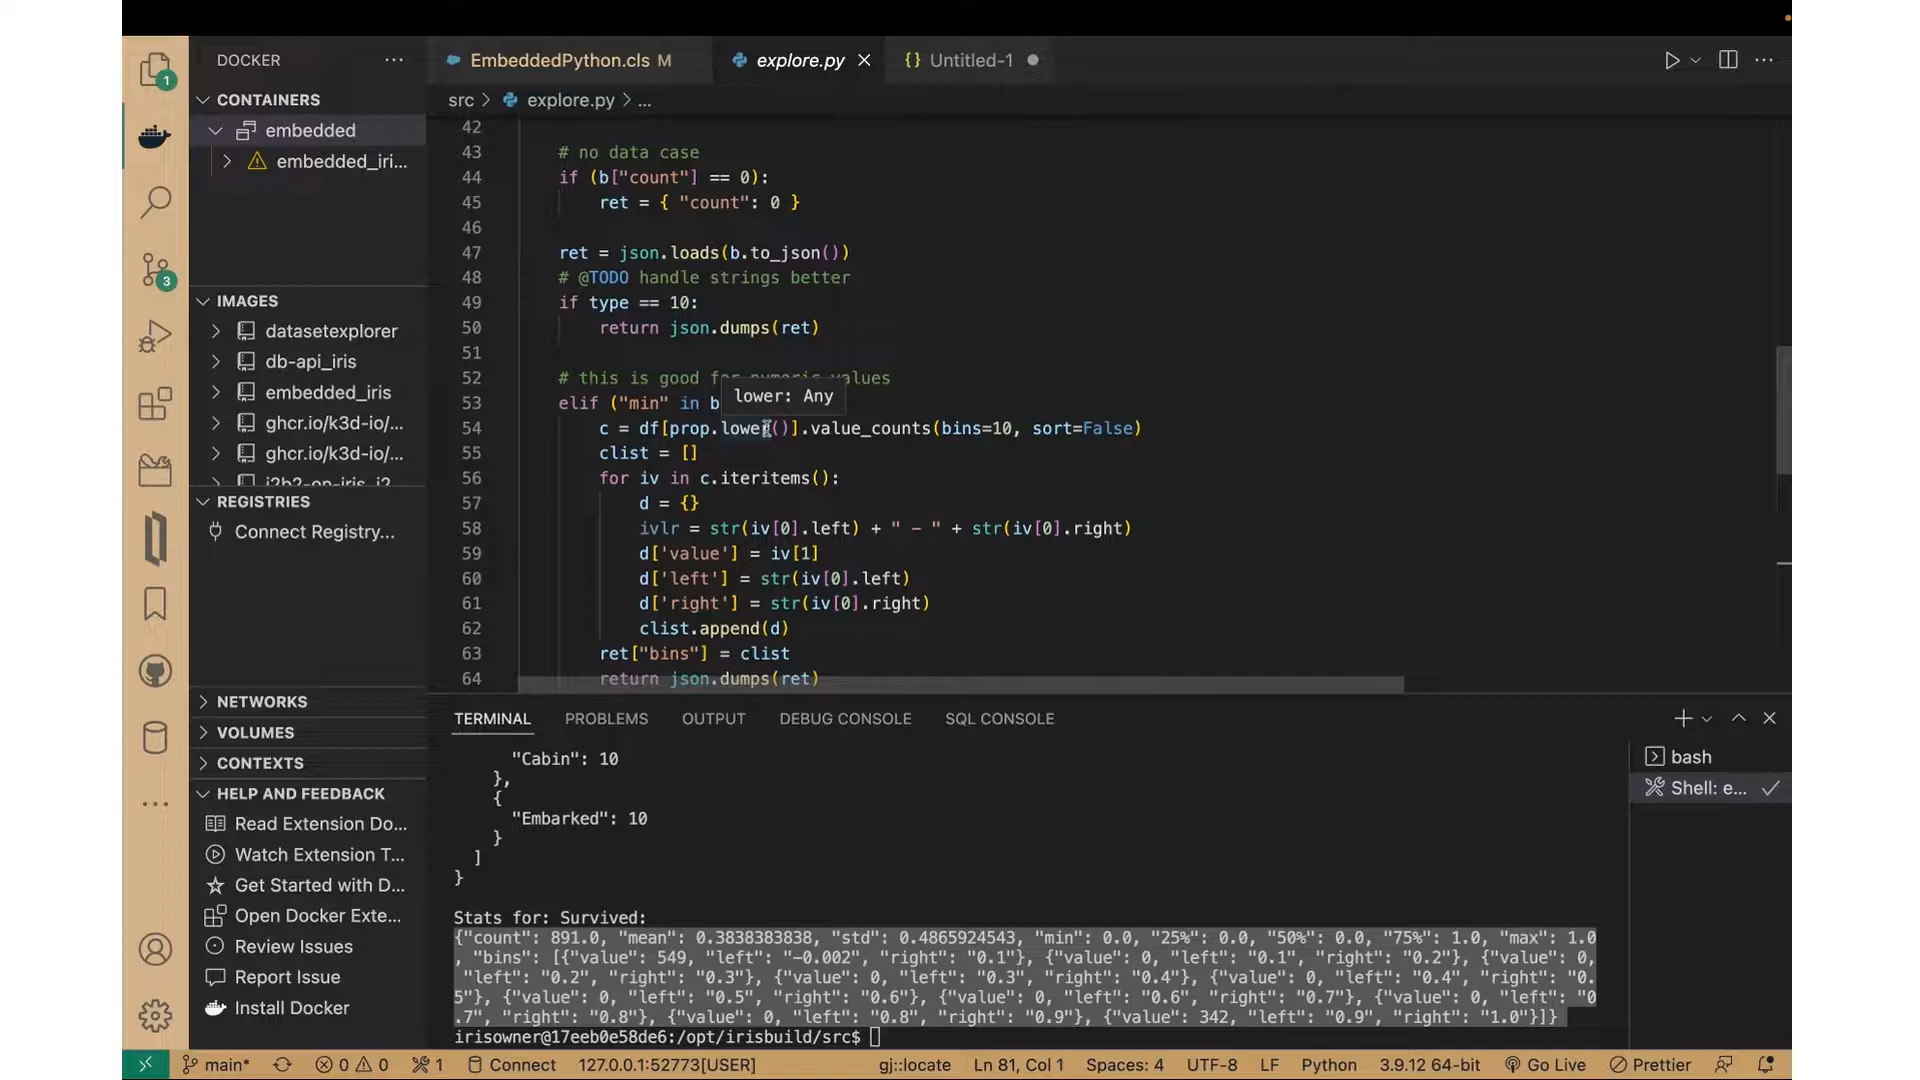 DOCKER ...
EmbeddedPython.cls M
explore.py
{} Untitled-1
1
CONTAINERS
embedded
embedded_iri...
src > explore.py > ...
3
IMAGES
datasetexplorer
db-api_iris
embedded_iris
ghcr.io/k3d-io/...
ghcr.io/k3d-io/...
i2b2-on-iris_i2
REGISTRIES
Connect Registry...
NETWORKS
VOLUMES
CONTEXTS
HELP AND FEEDBACK
Read Extension Do...
Watch Extension T...
Get Started with D...
Open Docker Exte...
Review Issues
Report Issue
Install Docker
42
43 # no data case
44 if (b["count"] == 0):
45 ret = { "count": 0 }
46
47 ret = json.loads(b.to_json())
48 # @TODO handle strings better
49 if type == 10:
50 return json.dumps(ret)
51
52 # this is good for numeric values
lower: Any
53 elif ("min" in b
54 c = df[prop.lower()].value_counts(bins=10, sort=False)
55 clist = []
56 for iv in c.iteritems():
57 d = {}
58 ivlr = str(iv[0].left) + " - " + str(iv[0].right)
59 d['value'] = iv[1]
60 d['left'] = str(iv[0].left)
61 d['right'] = str(iv[0].right)
62 clist.append(d)
63 ret["bins"] = clist
64 return json.dumps(ret)
TERMINAL PROBLEMS OUTPUT DEBUG CONSOLE SQL CONSOLE
bash
Shell: e...
"Cabin": 10
},
{
"Embarked": 10
}
]
}
Stats for: Survived:
{"count": 891.0, "mean": 0.3838383838, "std": 0.4865924543, "min": 0.0, "25%": 0.0, "50%": 0.0, "75%": 1.0, "max": 1.0
, "bins": [{"value": 549, "left": "-0.002", "right": "0.1"}, {"value": 0, "left": "0.1", "right": "0.2"}, {"value": 0,
"left": "0.2", "right": "0.3"}, {"value": 0, "left": "0.3", "right": "0.4"}, {"value": 0, "left": "0.4", "right": "0.
5"}, {"value": 0, "left": "0.5", "right": "0.6"}, {"value": 0, "left": "0.6", "right": "0.7"}, {"value": 0, "left": "0
.7", "right": "0.8"}, {"value": 0, "left": "0.8", "right": "0.9"}, {"value": 342, "left": "0.9", "right": "1.0"}]}
irisowner@17eeb0e58de6:/opt/irisbuild/src$
main* 0 0 1 Connect 127.0.0.1:52773[USER] gj::locate Ln 81, Col 1 Spaces: 4 UTF-8 LF Python 3.9.12 64-bit Go Live Prettier